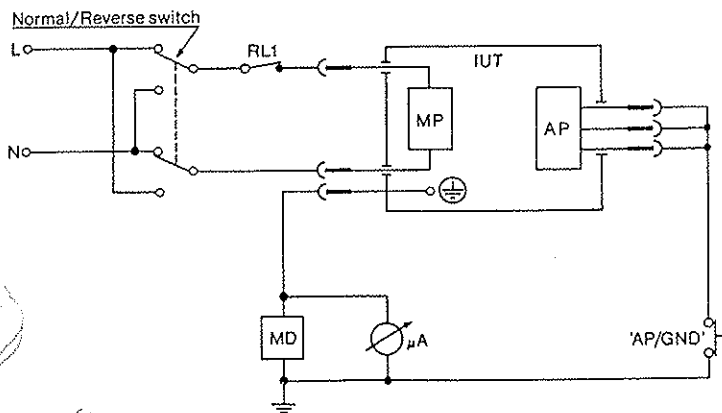 Normal/Reverse switch
L
RL1
IUT
MP
AP
N
MD
µA
'AP/GND'